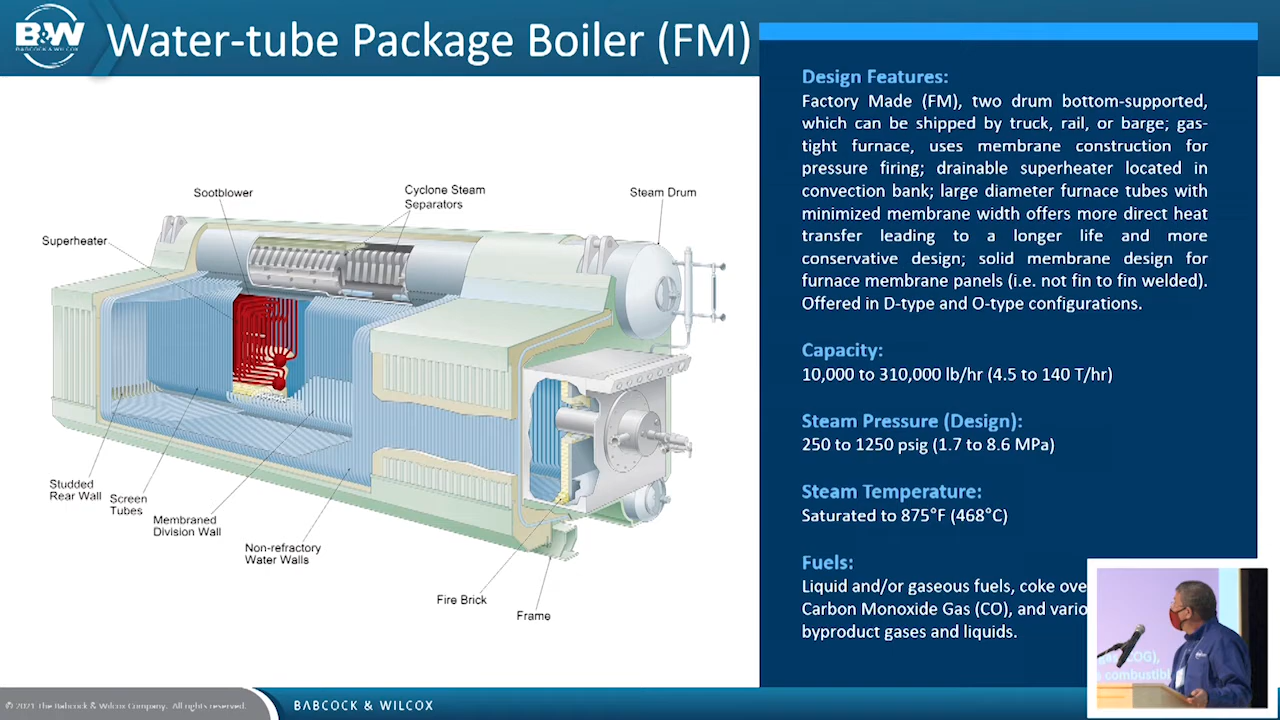 B&W
BABCOCK & WILCOX
Water-tube Package Boiler (FM)
Design Features:
Factory Made (FM), two drum bottom-supported,
which can be shipped by truck, rail, or barge; gas-
tight furnace, uses membrane construction for
pressure firing; drainable superheater located in
convection bank; large diameter furnace tubes with
minimized membrane width offers more direct heat
transfer leading to a longer life and more
conservative design; solid membrane design for
furnace membrane panels (i.e. not fin to fin welded).
Offered in D-type and O-type configurations.
Capacity:
10,000 to 310,000 lb/hr (4.5 to 140 T/hr)
Steam Pressure (Design):
250 to 1250 psig (1.7 to 8.6 MPa)
Steam Temperature:
Saturated to 875°F (468°C)
Fuels:
Liquid and/or gaseous fuels, coke ove
Carbon Monoxide Gas (CO), and vario
byproduct gases and liquids.
Sootblower
Cyclone Steam
Separators
Steam Drum
Superheater
Studded
Rear Wall
Screen
Tubes
Membraned
Division Wall
Non-refractory
Water Walls
Fire Brick
Frame
OG),
combustibl
© 2021 The Babcock & Wilcox Company. All rights reserved.
BABCOCK & WILCOX